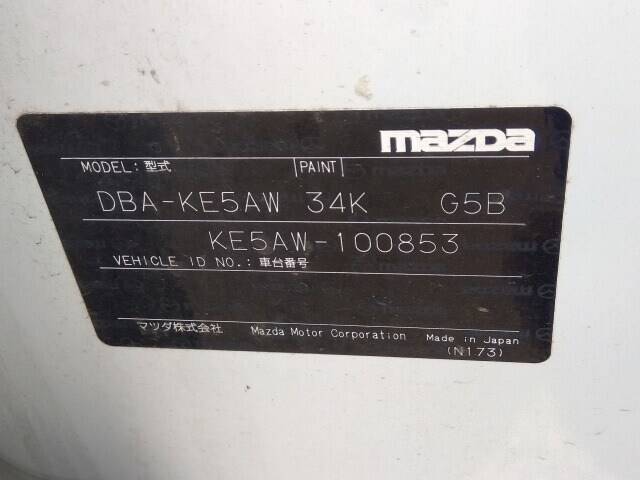 mazda
MODEL: 型式 PAINT
DBA-KE5AW 34K G5B
KE5AW-100853
VEHICLE ID NO.: 車台番号
マツダ株式会社 Mazda Motor Corporation Made in Japan
(N173)